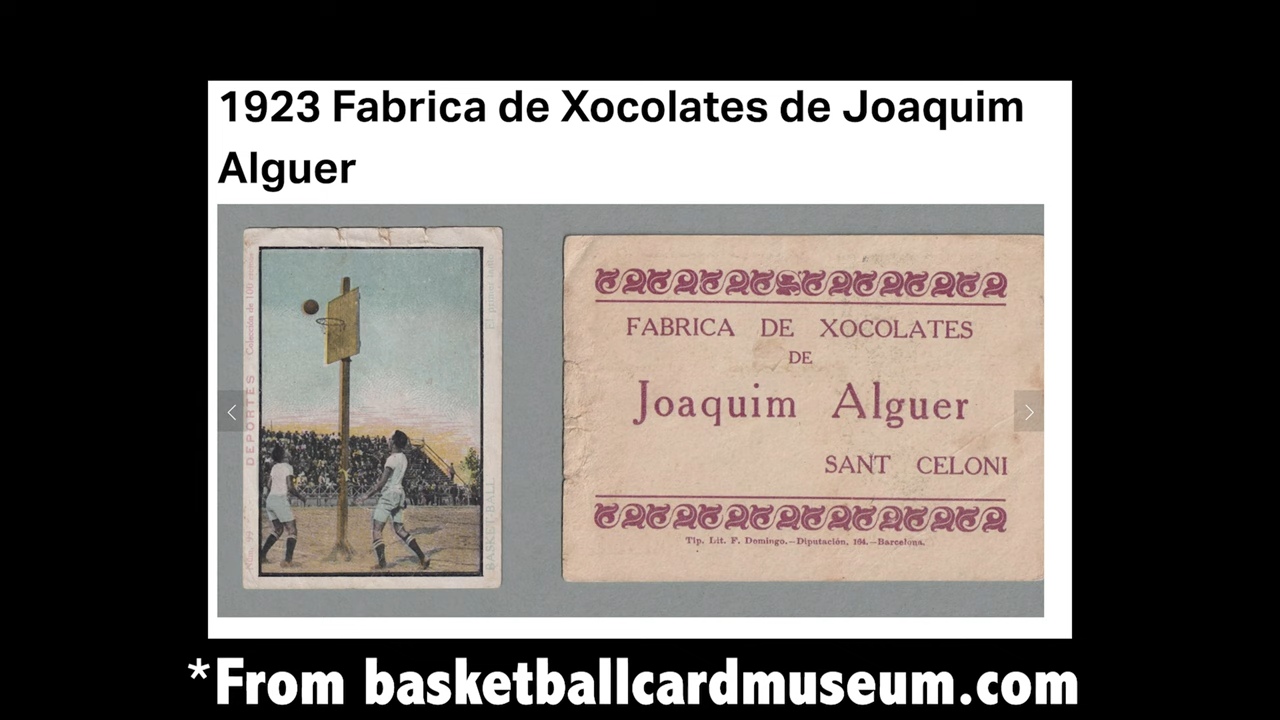 1923 Fabrica de Xocolates de Joaquim
Alguer
DEPORTES Colección de 100 cromos
BASKET-BALL
FABRICA DE XOCOLATES
DE
Joaquim Alguer
SANT CELONI
Tip. Lit. F. Domingo.—Diputación, 164.—Barcelona.
*From basketballcardmuseum.com